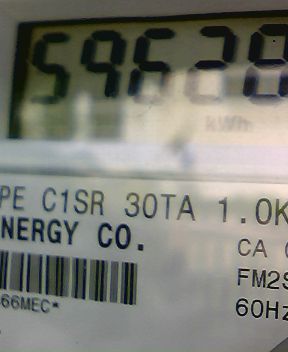 59628
kWh
PE C1SR 30TA 1.0K
NERGY CO.
CA
FM2S
66MEC*
60Hz